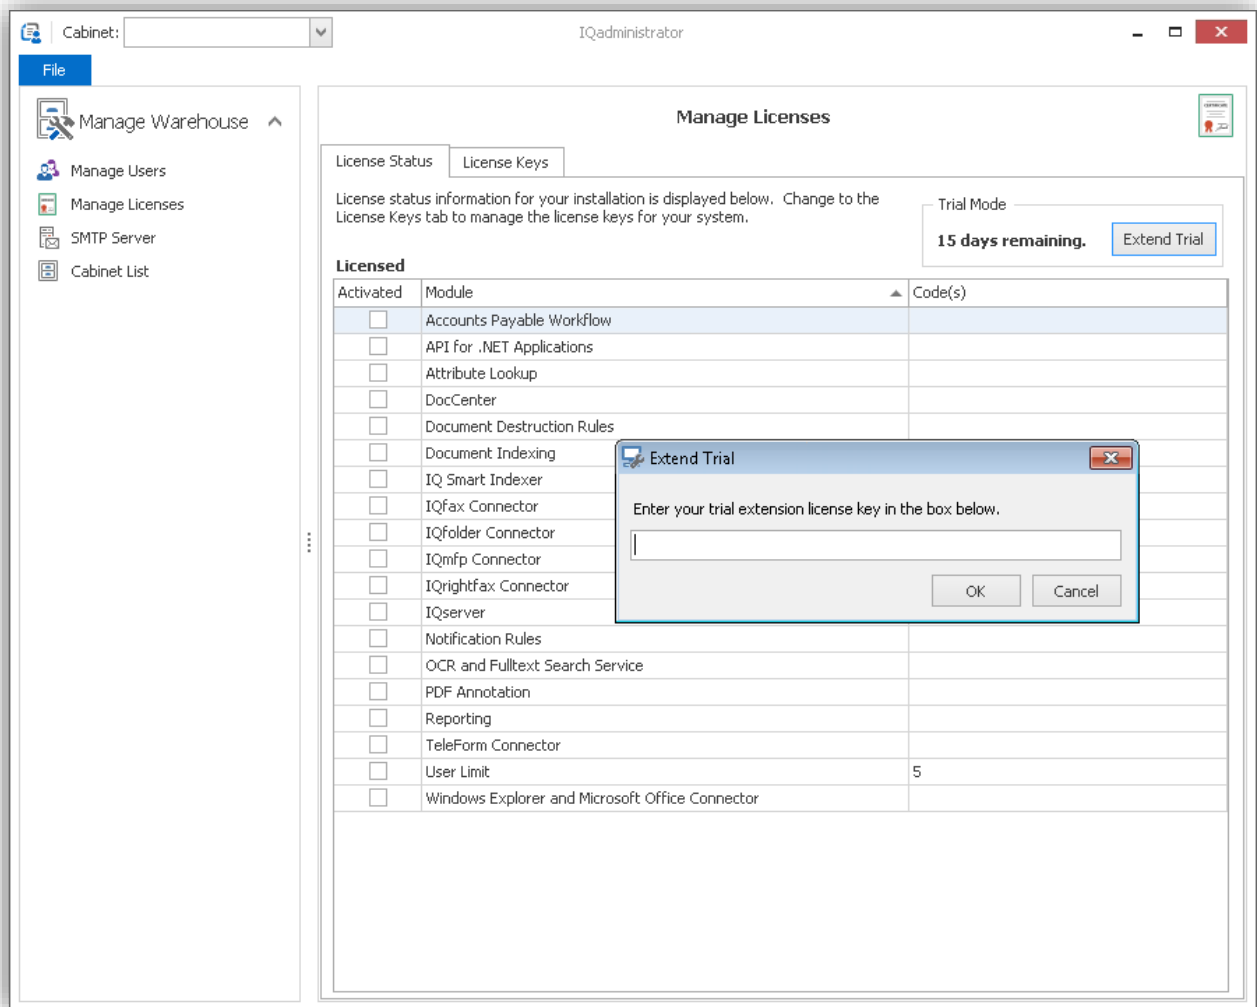 Cabinet:
IQadministrator
File
Manage Warehouse
Manage Users
Manage Licenses
SMTP Server
Cabinet List
Manage Licenses
License Status
License Keys
License status information for your installation is displayed below.  Change to the
License Keys tab to manage the license keys for your system.
Trial Mode
15 days remaining.
Extend Trial
Licensed
Activated Module Code(s)
Accounts Payable Workflow
API for .NET Applications
Attribute Lookup
DocCenter
Document Destruction Rules
Document Indexing
IQ Smart Indexer
IQfax Connector
IQfolder Connector
IQmfp Connector
IQrightfax Connector
IQserver
Notification Rules
OCR and Fulltext Search Service
PDF Annotation
Reporting
TeleForm Connector
User Limit 5
Windows Explorer and Microsoft Office Connector
Extend Trial
Enter your trial extension license key in the box below.
OK
Cancel